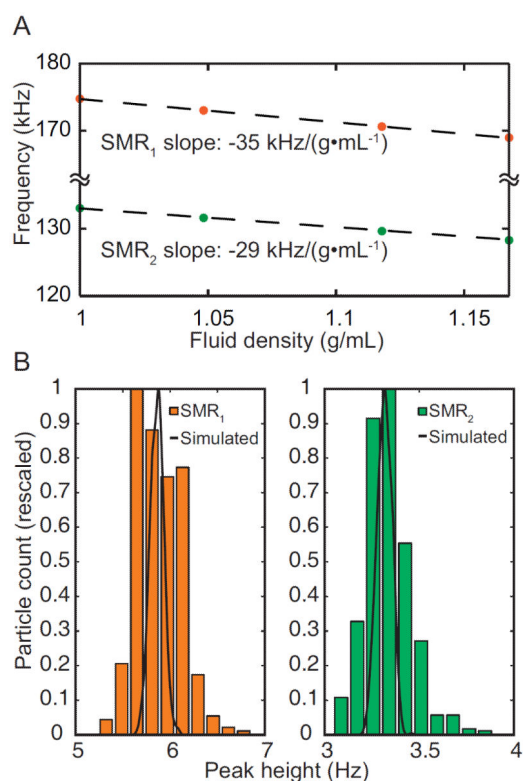 A
Frequency (kHz)
180
170
130
120
SMR₁ slope: -35 kHz/(g•mL⁻¹)
SMR₂ slope: -29 kHz/(g•mL⁻¹)
1 1.05 1.1 1.15
Fluid density (g/mL)
B
Particle count (rescaled)
1
0.9
0.8
0.7
0.6
0.5
0.4
0.3
0.2
0.1
0
4 5 6 7
SMR₁
Simulated
1
0.9
0.8
0.7
0.6
0.5
0.4
0.3
0.2
0.1
0
3 3.5 4
SMR₂
Simulated
Peak height (Hz)